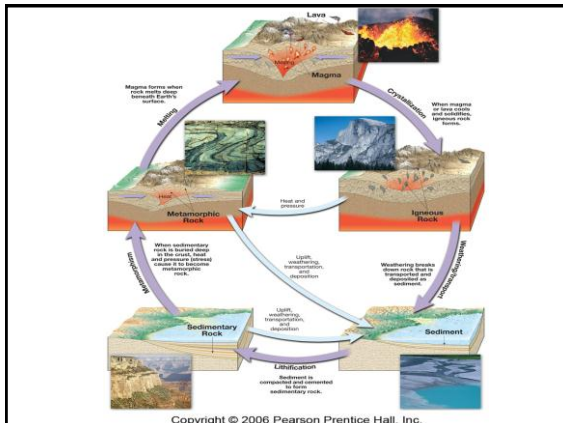 Lava
Magma
Magma
Magma forms when
rock melts deep
beneath Earth's
surface.
Melting
Crystallization
When magma
or lava cools
and solidifies,
igneous rock
forms.
Heat
Metamorphic
Rock
Heat and
pressure
Igneous
Rock
When sedimentary
rock is buried deep
in the crust, heat
and pressure (stress)
cause it to become
metamorphic
rock.
Metamorphism
Uplift,
weathering,
transportation,
and
deposition
Weathering breaks
down rock that is
transported and
deposited as
sediment.
Weathering/transport
Sedimentary
Rock
Uplift,
weathering,
transportation,
and
deposition
Sediment
Lithification
Sediment is
compacted and cemented
to form
sedimentary rock.
Copyright © 2006 Pearson Prentice Hall, Inc.